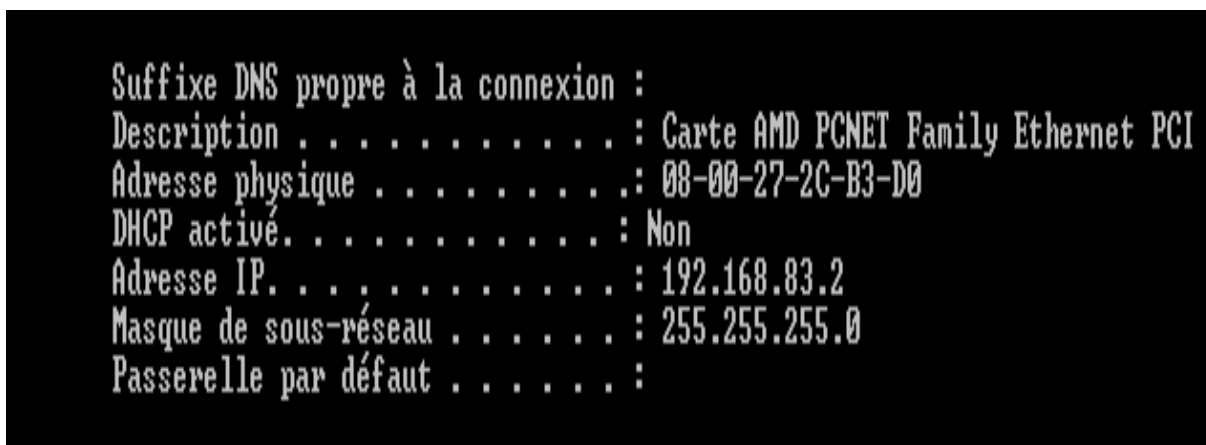 Suffixe DNS propre à la connexion :
Description . . . . . . . . . . . : Carte AMD PCNET Family Ethernet PCI
Adresse physique . . . . . . . . .: 08-00-27-2C-B3-D0
DHCP activé. . . . . . . . . . . : Non
Adresse IP. . . . . . . . . . . . : 192.168.83.2
Masque de sous-réseau . . . . . . : 255.255.255.0
Passerelle par défaut . . . . . . :